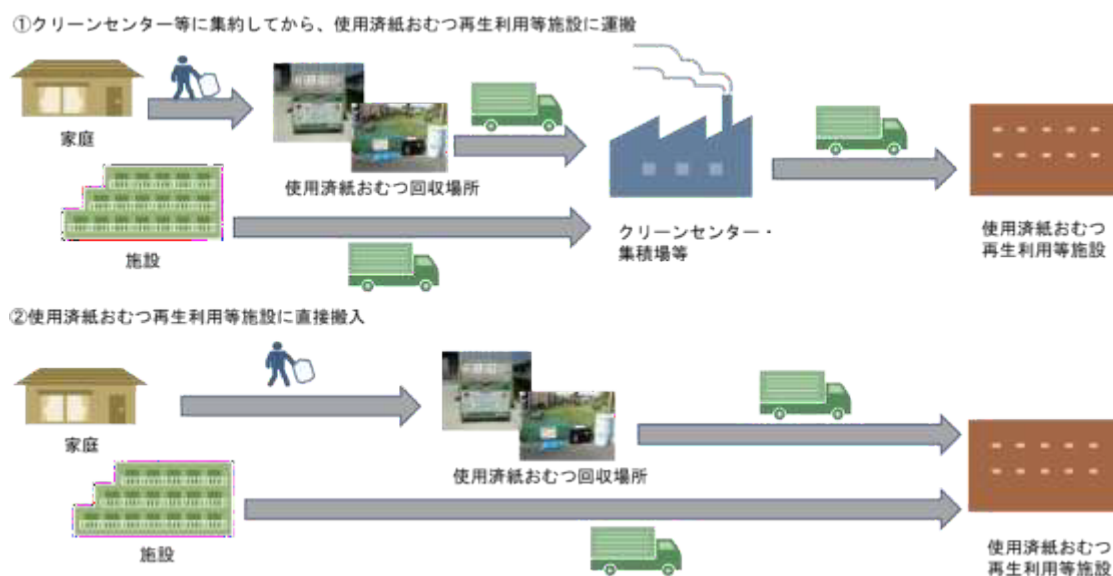 ①クリーンセンター等に集約してから、使用済紙おむつ再生利用等施設に運搬
家庭
使用済紙おむつ回収場所
施設
クリーンセンター・
集積場等
使用済紙おむつ
再生利用等施設
②使用済紙おむつ再生利用等施設に直接搬入
家庭
使用済紙おむつ回収場所
施設
使用済紙おむつ
再生利用等施設